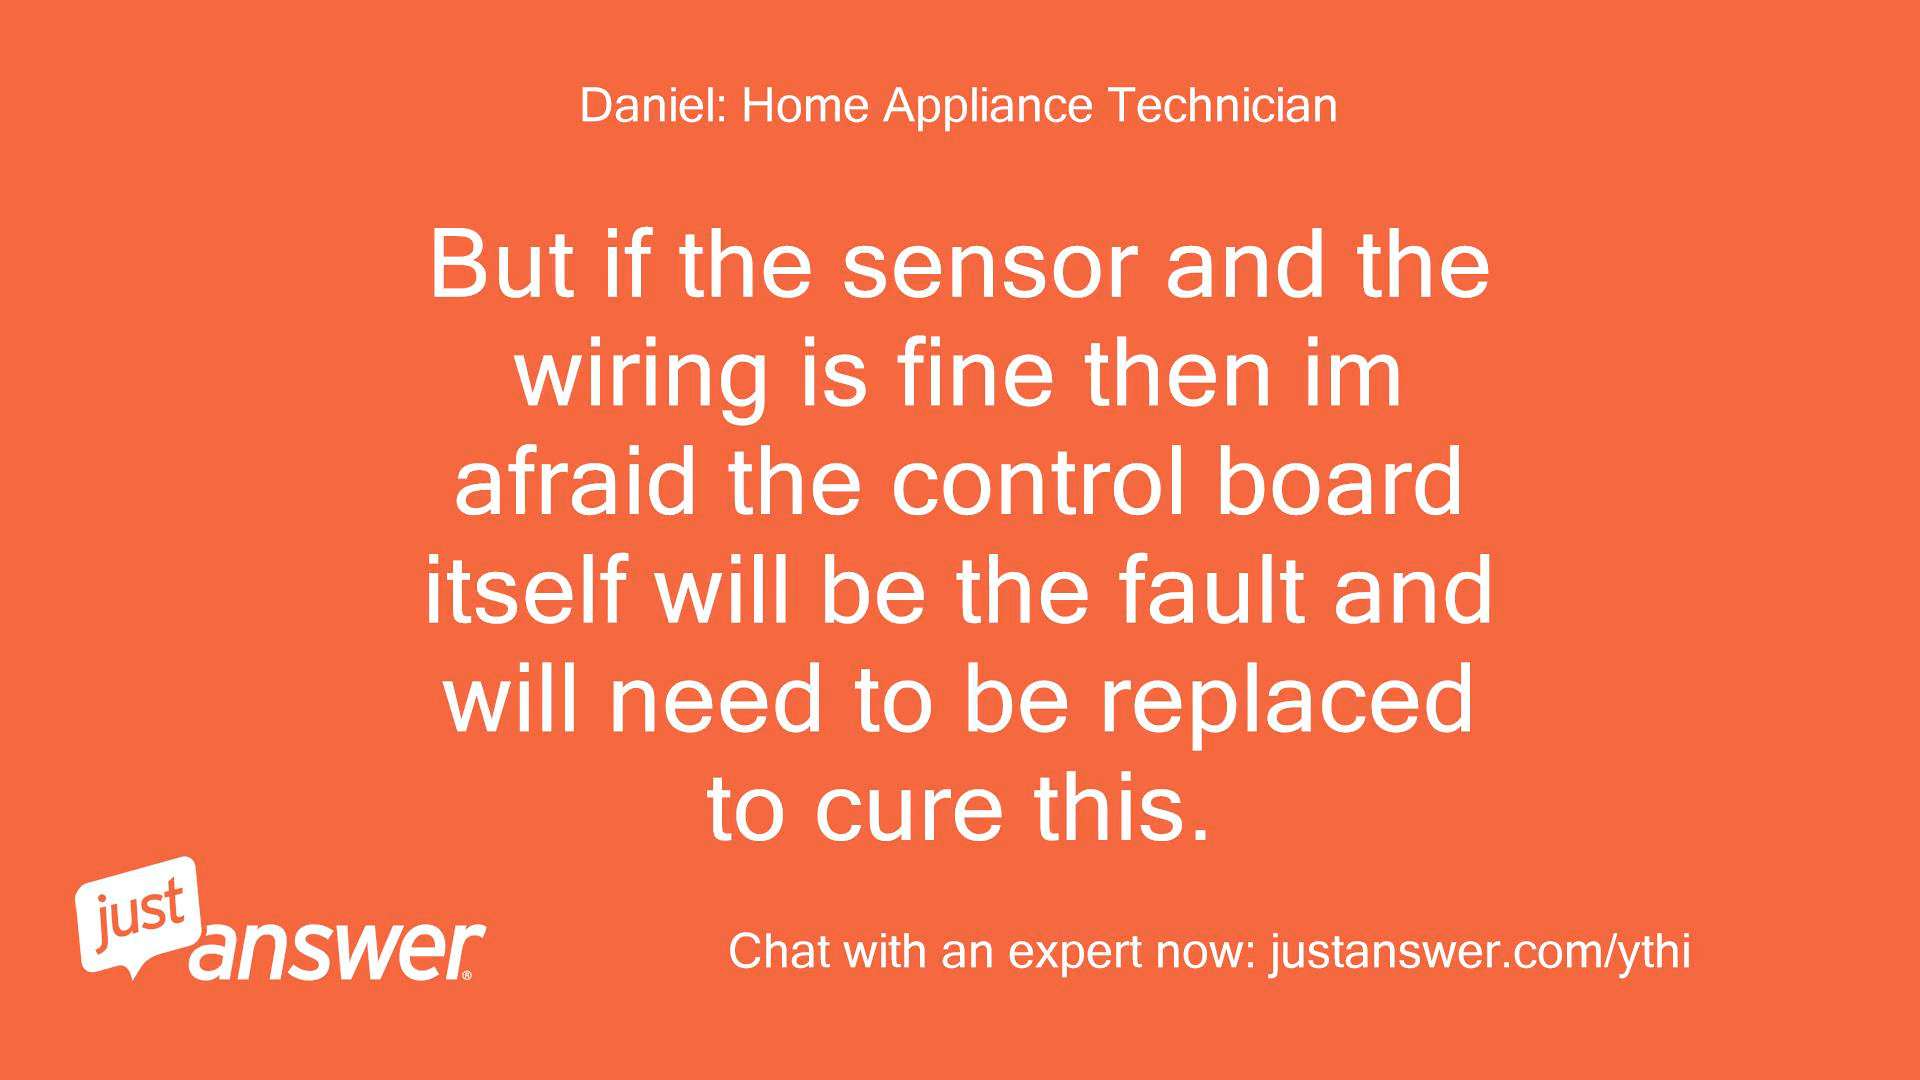 Daniel: Home Appliance Technician
But if the sensor and the
wiring is fine then im
afraid the control board
itself will be the fault and
will need to be replaced
to cure this.
just
answer®
Chat with an expert now: justanswer.com/ythi